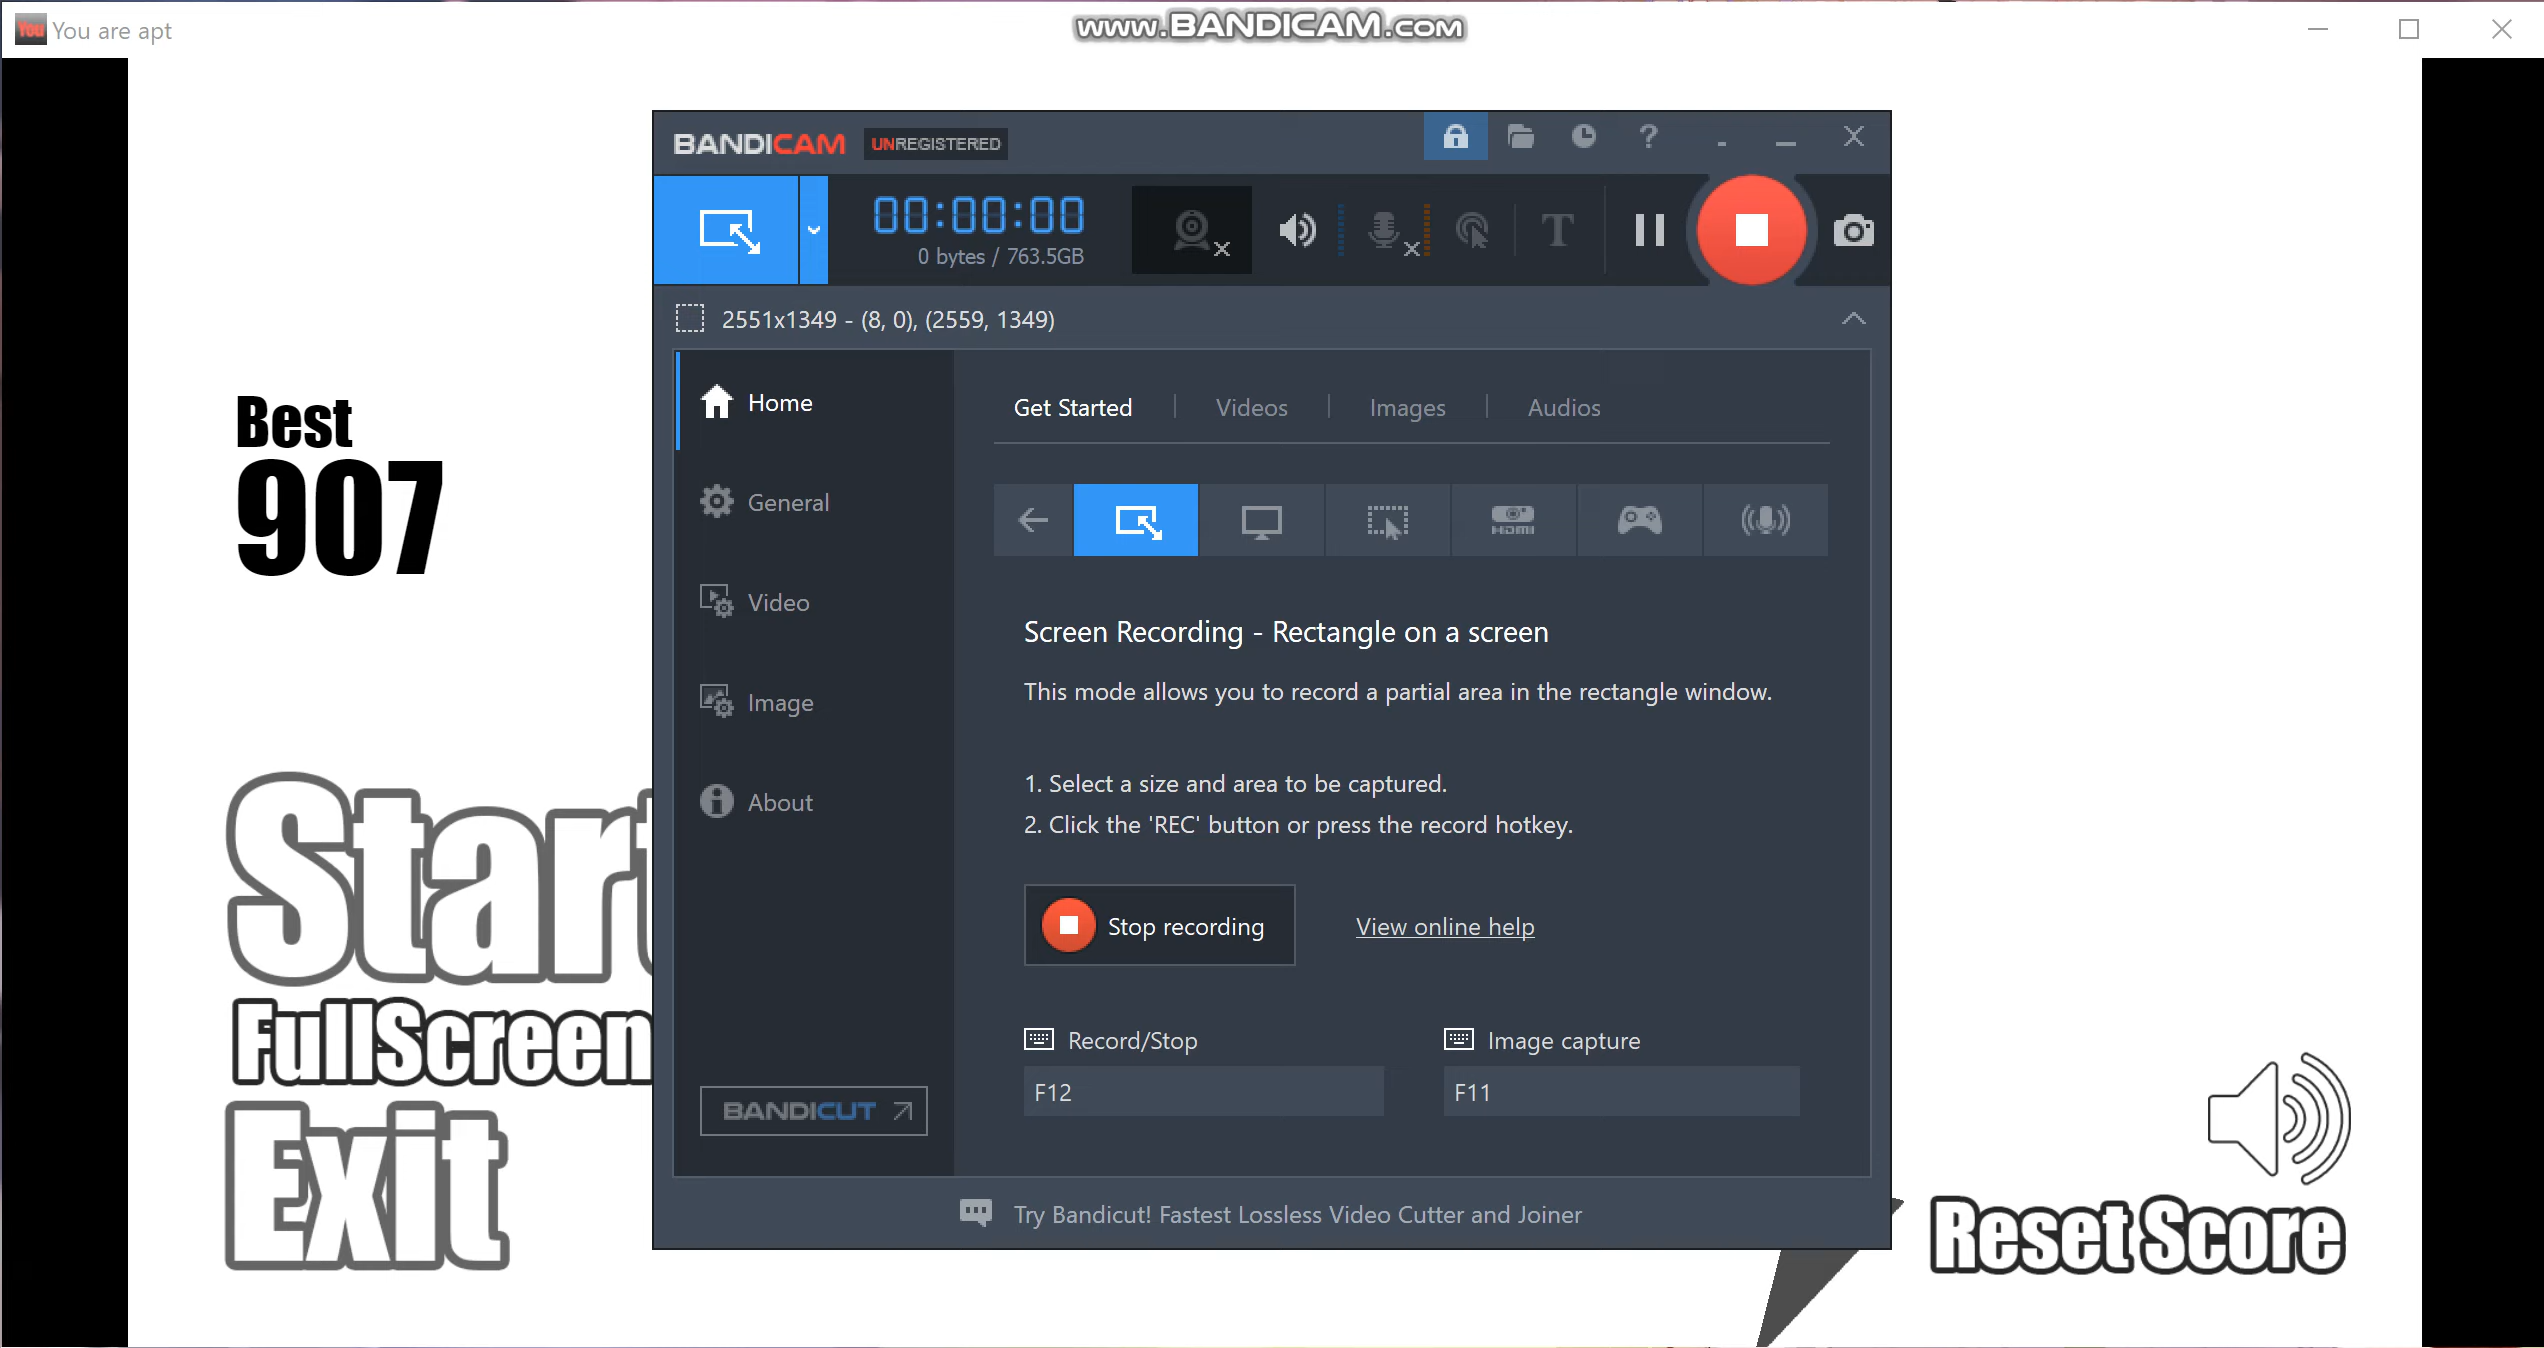 You are apt
www.BANDICAM.com
BANDICAM UNREGISTERED
00:00:00
0 bytes / 763.5GB
T
2551x1349 - (8, 0), (2559, 1349)
Home
General
Video
Image
About
BANDICUT
Get Started
Videos
Images
Audios
HDMI
Screen Recording - Rectangle on a screen
This mode allows you to record a partial area in the rectangle window.
1. Select a size and area to be captured.
2. Click the 'REC' button or press the record hotkey.
Stop recording
View online help
Record/Stop
F12
Image capture
F11
Try Bandicut! Fastest Lossless Video Cutter and Joiner
Best
907
Start
FullScreen
Exit
Reset Score